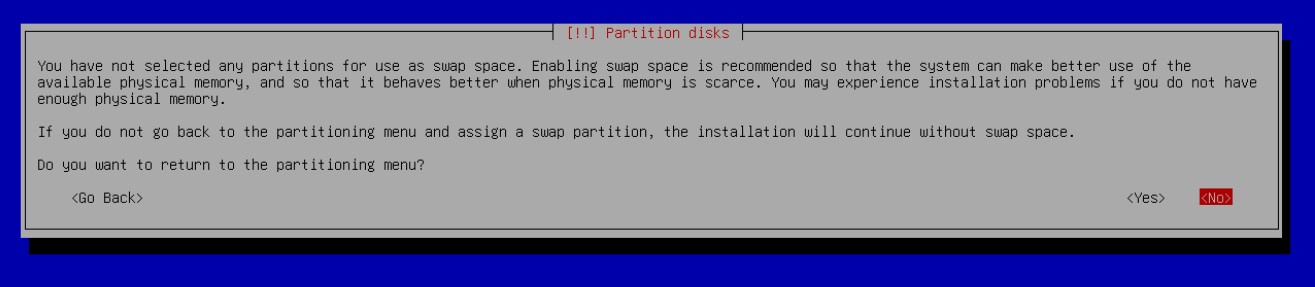 [!!] Partition disks
You have not selected any partitions for use as swap space. Enabling swap space is recommended so that the system can make better use of the
available physical memory, and so that it behaves better when physical memory is scarce. You may experience installation problems if you do not have
enough physical memory.
If you do not go back to the partitioning menu and assign a swap partition, the installation will continue without swap space.
Do you want to return to the partitioning menu?
<Go Back> <Yes> <No>